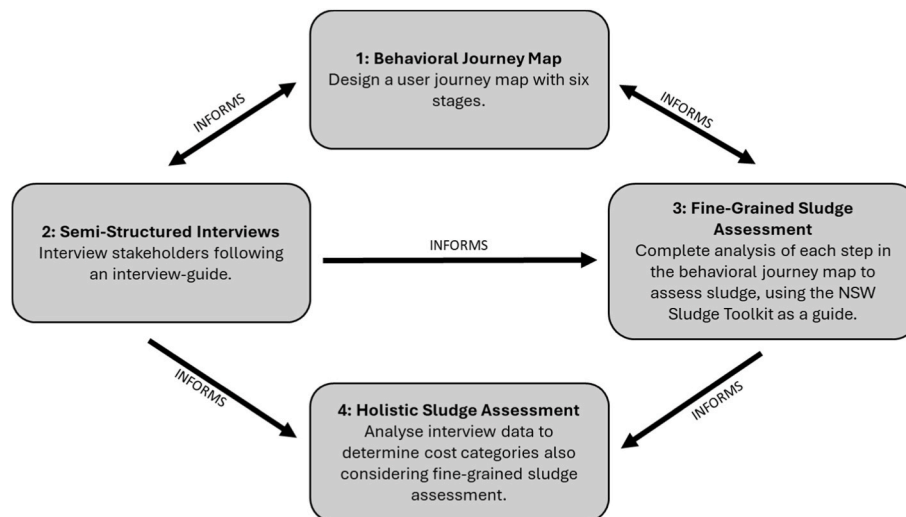 1: Behavioral Journey Map
Design a user journey map with six
stages.
INFORMS
INFORMS
2: Semi-Structured Interviews
Interview stakeholders following
an interview-guide.
INFORMS
3: Fine-Grained Sludge
Assessment
Complete analysis of each step in
the behavioral journey map to
assess sludge, using the NSW
Sludge Toolkit as a guide.
INFORMS
INFORMS
4: Holistic Sludge Assessment
Analyse interview data to
determine cost categories also
considering fine-grained sludge
assessment.